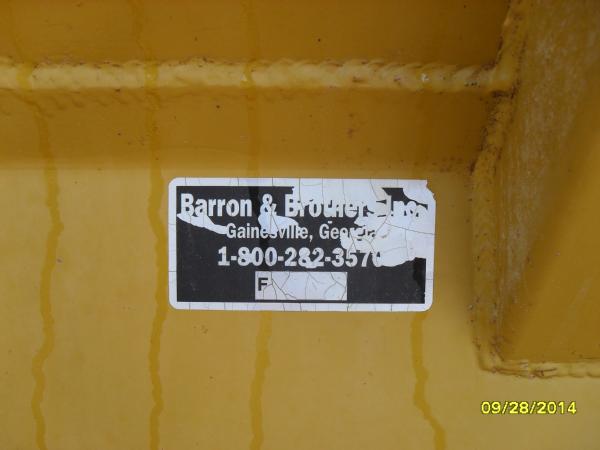 Barron & Brothers Inc.
Gainesville, Georgia
1-800-282-3570
F
09/28/2014